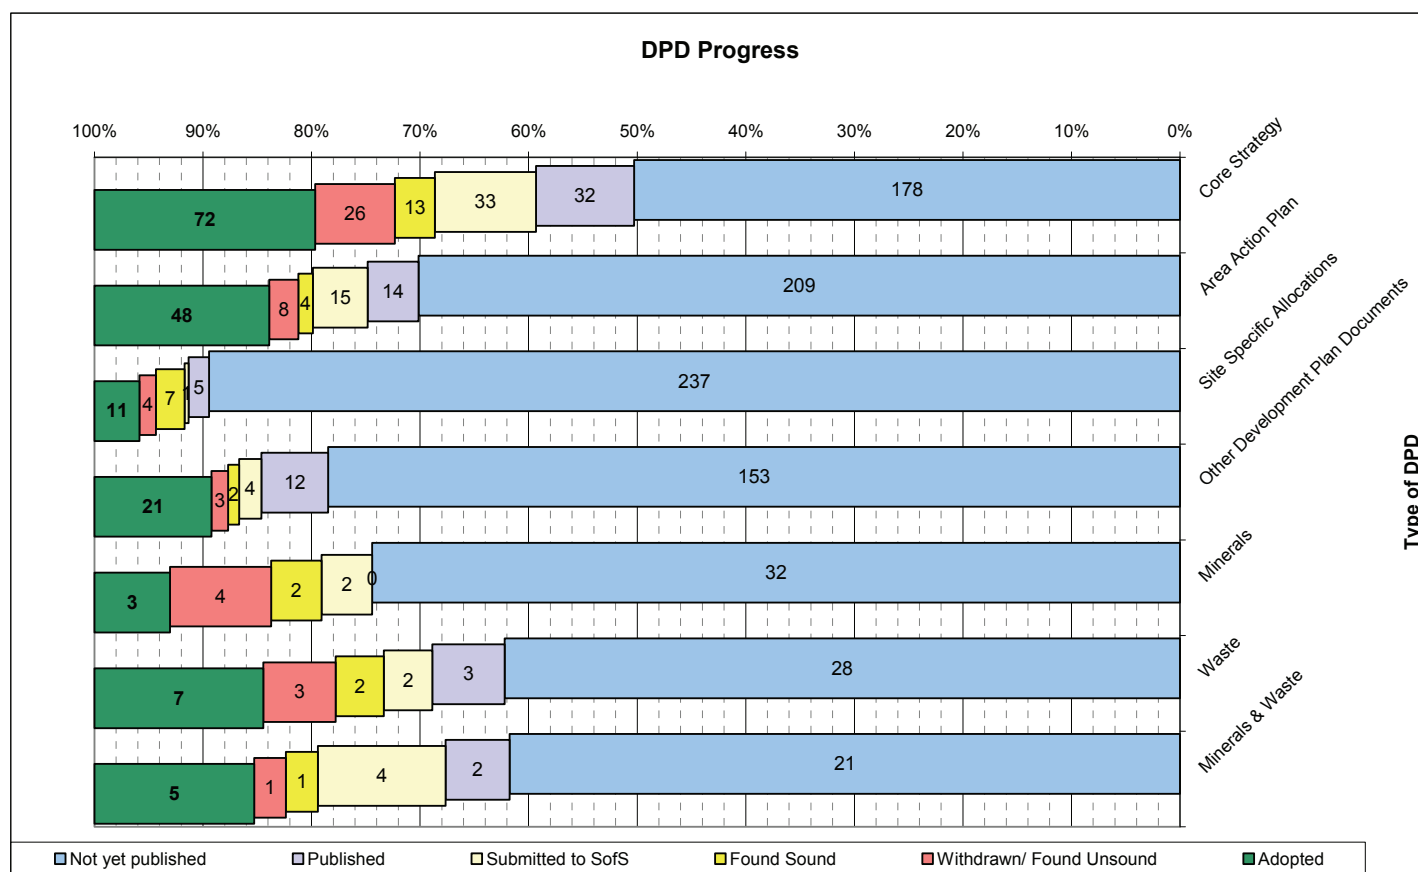 DPD Progress
100% 90% 80% 70% 60% 50% 40% 30% 20% 10% 0%
Core Strategy
72 26 13 33 32 178
Area Action Plan
48 8 4 15 14 209
Site Specific Allocations
11 4 7 1 5 237
Other Development Plan Documents
21 3 2 4 12 153
Type of DPD
Minerals
3 4 2 2 0 32
Waste
7 3 2 2 3 28
Minerals & Waste
5 1 1 4 2 21
Not yet published Published Submitted to SofS Found Sound Withdrawn/ Found Unsound Adopted